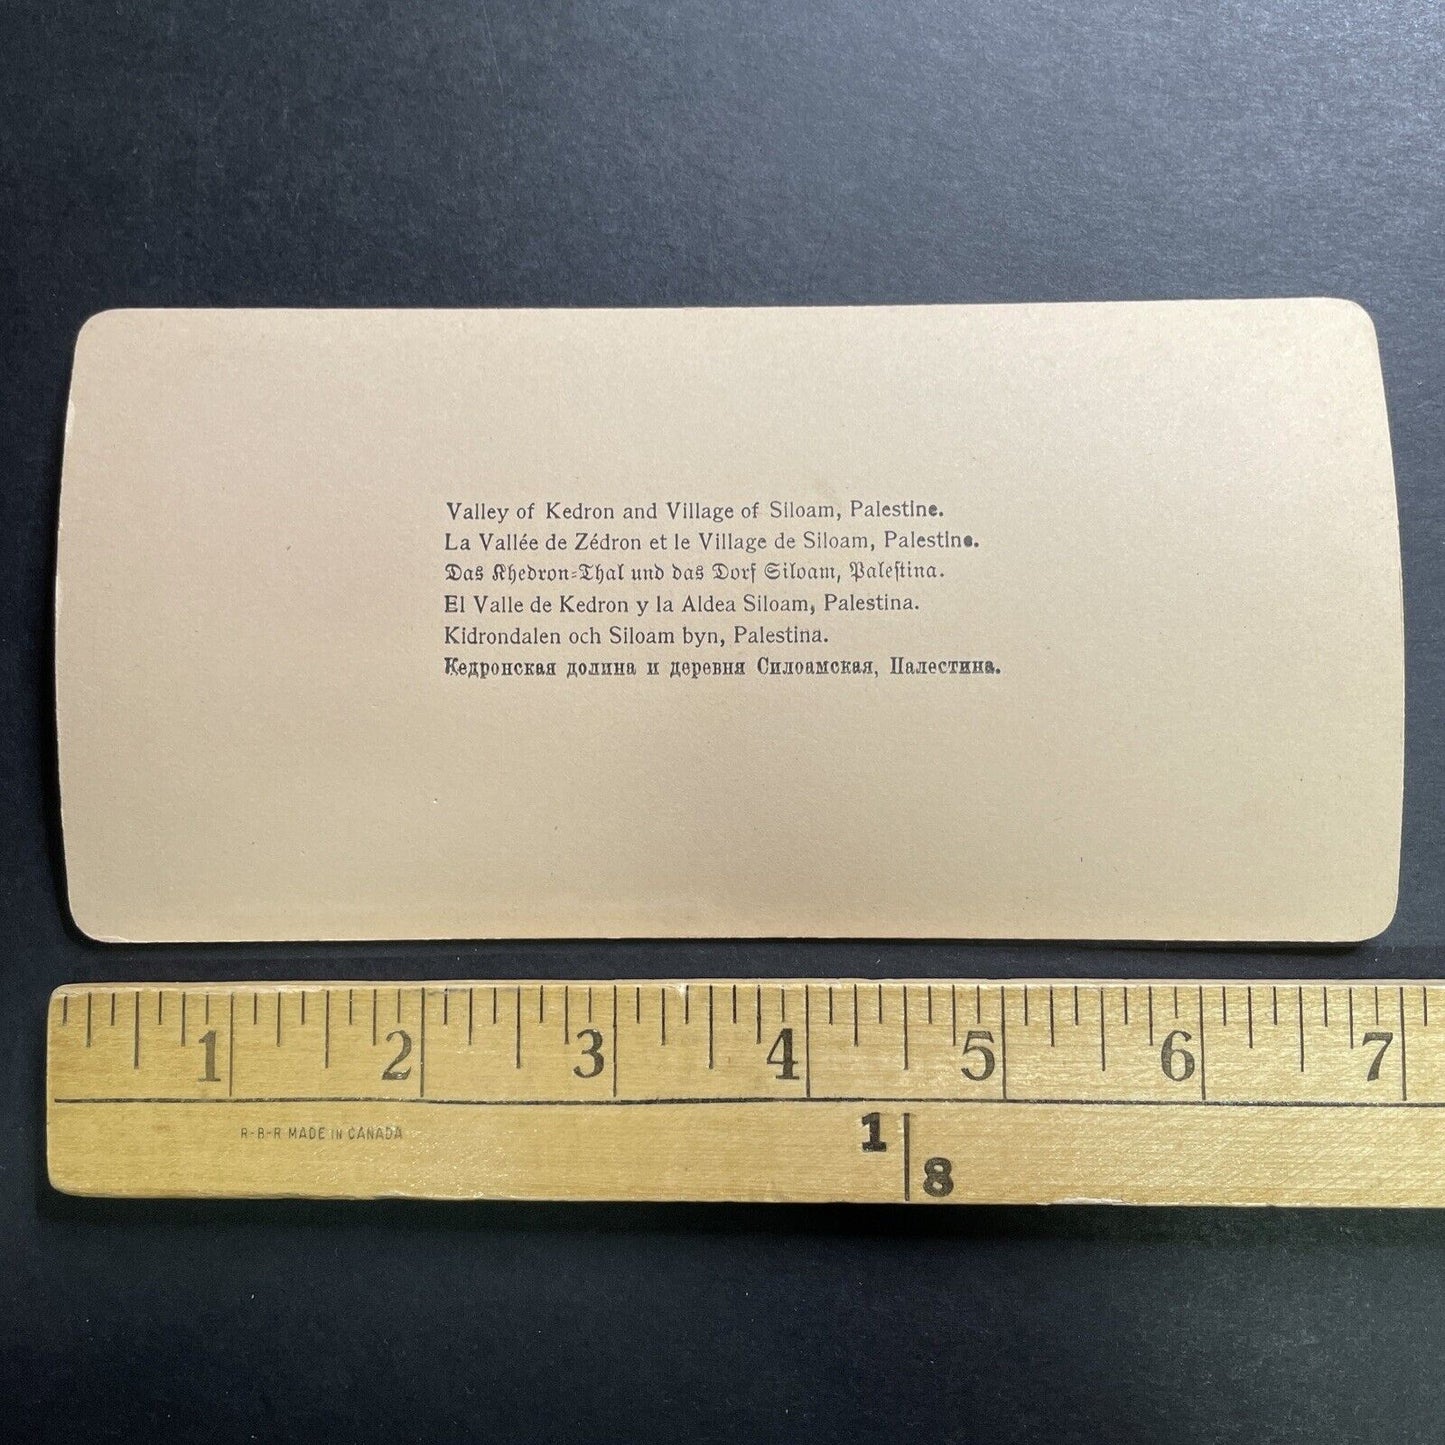 Valley of Kedron and Village of Siloam, Palestine.
La Vallée de Zédron et le Village de Siloam, Palestine.
Das Khedron-Thal und das Dorf Siloam, Palestina.
El Valle de Kedron y la Aldea Siloam, Palestina.
Kidrondalen och Siloam byn, Palestina.
Кедронская долина и деревня Силоамская, Палестина.
1 2 3 4 5 6 7
R-B-R MADE IN CANADA
1
8